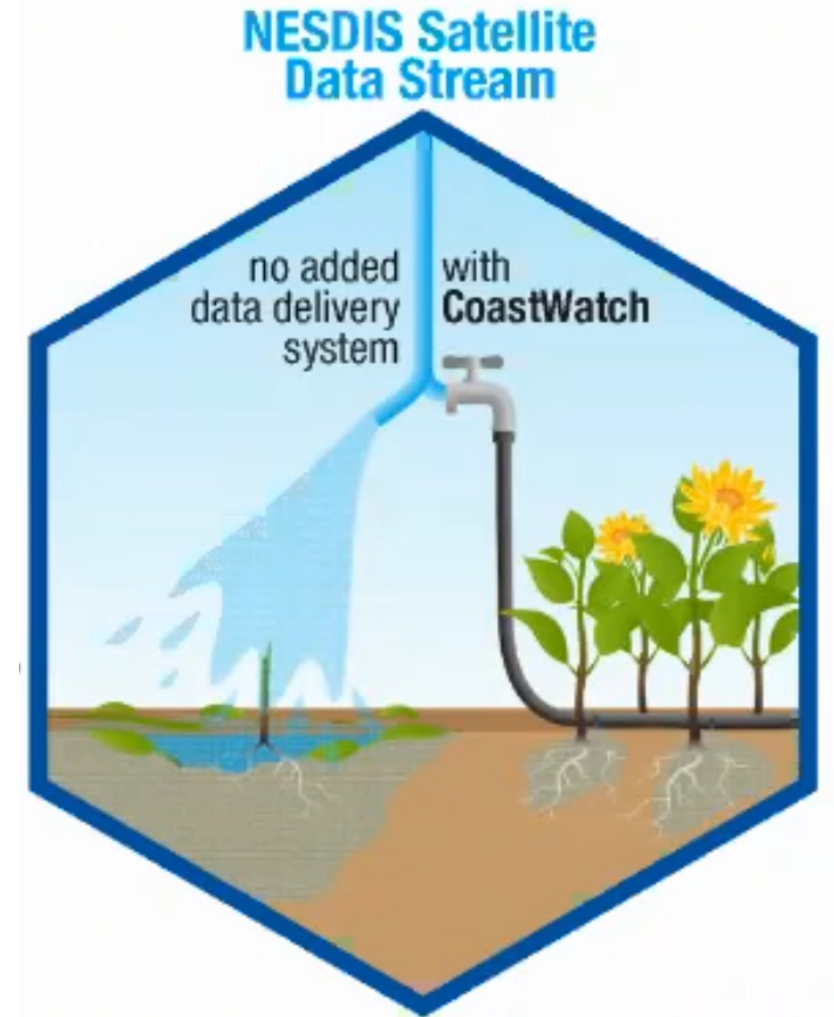 NESDIS Satellite
Data Stream
no added
data delivery
system
with
CoastWatch